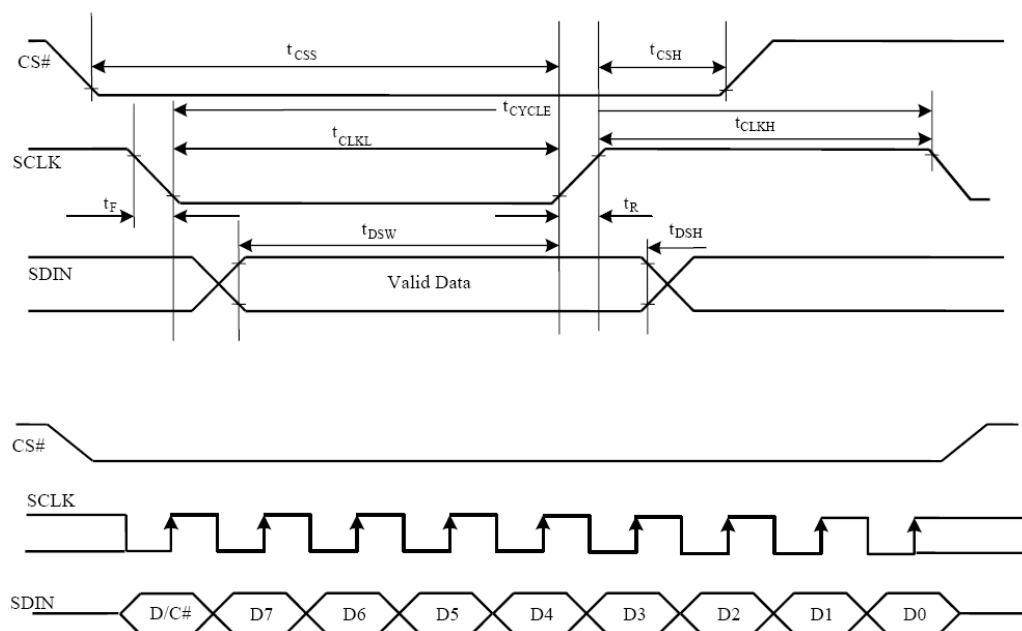 CS#
tCSS
tCSH
tCYCLE
tCLKL
tCLKH
SCLK
tF
tR
tDSW
tDSH
SDIN
Valid Data
CS#
SCLK
SDIN
D/C# D7 D6 D5 D4 D3 D2 D1 D0